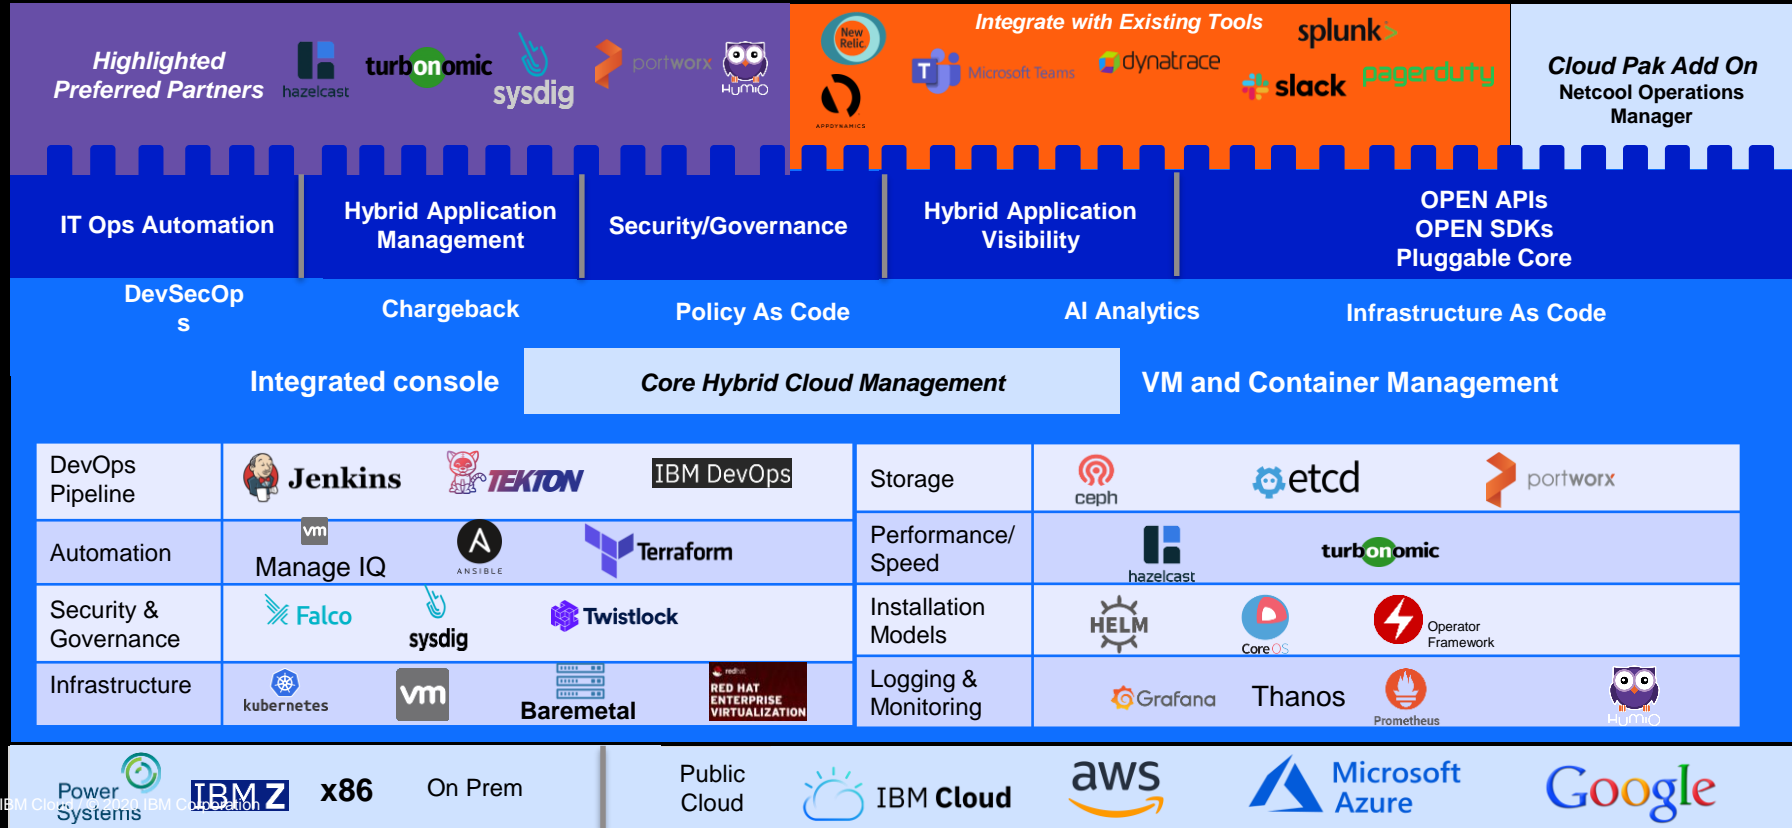 Highlighted
Preferred Partners
hazelcast
turbonomic
sysdig
portworx
HUMIO
New
Relic
APPDYNAMICS
Integrate with Existing Tools
Microsoft Teams
dynatrace
splunk>
slack
pagerduty
Cloud Pak Add On
Netcool Operations
Manager
IT Ops Automation
Hybrid Application
Management
Security/Governance
Hybrid Application
Visibility
OPEN APIs
OPEN SDKs
Pluggable Core
DevSecOp
s
Chargeback
Policy As Code
AI Analytics
Infrastructure As Code
Integrated console
Core Hybrid Cloud Management
VM and Container Management
DevOps
Pipeline
Jenkins
TEKTON
IBM DevOps
Automation
vm
Manage IQ
ANSIBLE
Terraform
Security &
Governance
Falco
sysdig
Twistlock
Infrastructure
kubernetes
vm
Baremetal
redhat
RED HAT
ENTERPRISE
VIRTUALIZATION
Storage
ceph
etcd
portworx
Performance/
Speed
hazelcast
turbonomic
Installation
Models
HELM
CoreOS
Operator
Framework
Logging &
Monitoring
Grafana
Thanos
Prometheus
HUMIO
Power
Systems
IBM Z
x86
On Prem
IBM Cloud / © 2020 IBM Corporation
Public
Cloud
IBM Cloud
aws
Microsoft
Azure
Google